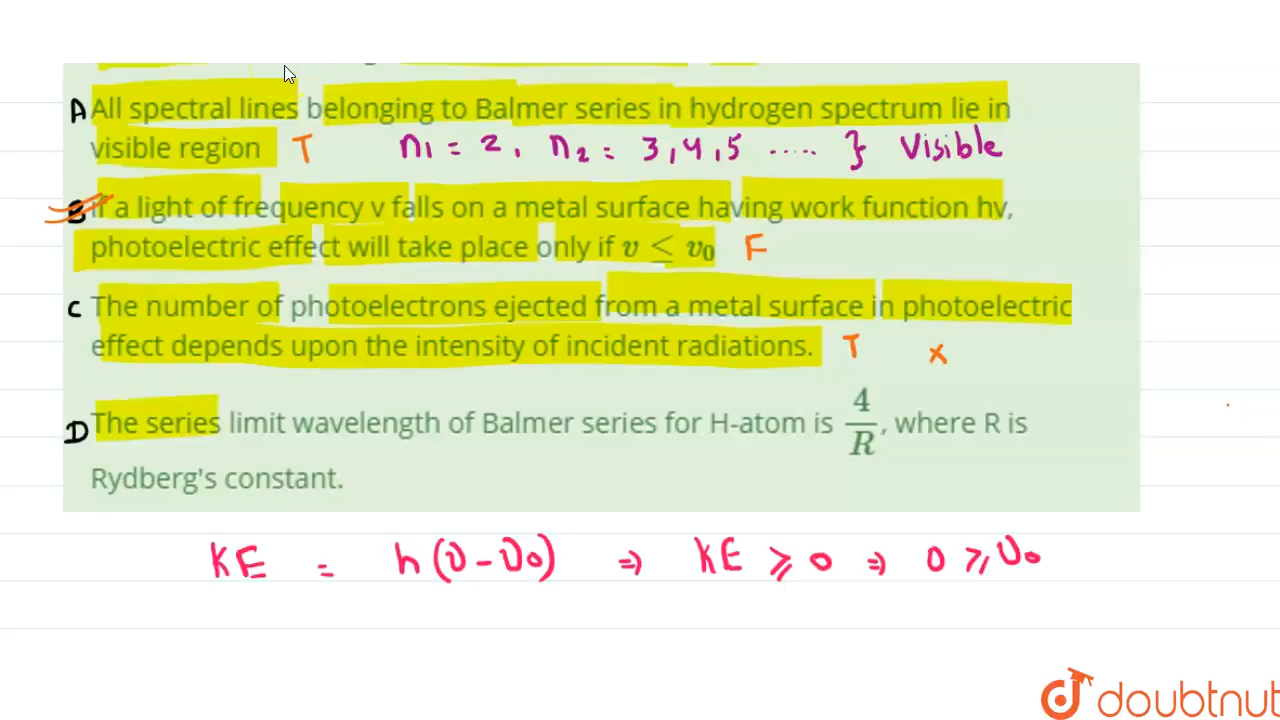 A All spectral lines belonging to Balmer series in hydrogen spectrum lie in
visible region T n1 = 2, n2 = 3,4,5 ..... } Visible
B If a light of frequency v falls on a metal surface having work function hv,
photoelectric effect will take place only if v ≤ v0 F
C The number of photoelectrons ejected from a metal surface in photoelectric
effect depends upon the intensity of incident radiations. T x
D The series limit wavelength of Balmer series for H-atom is 4/R, where R is
Rydberg's constant.
KE = h(υ-υ0) ⇒ KE ⩾ 0 ⇒ υ ⩾ υ0
doubtnut